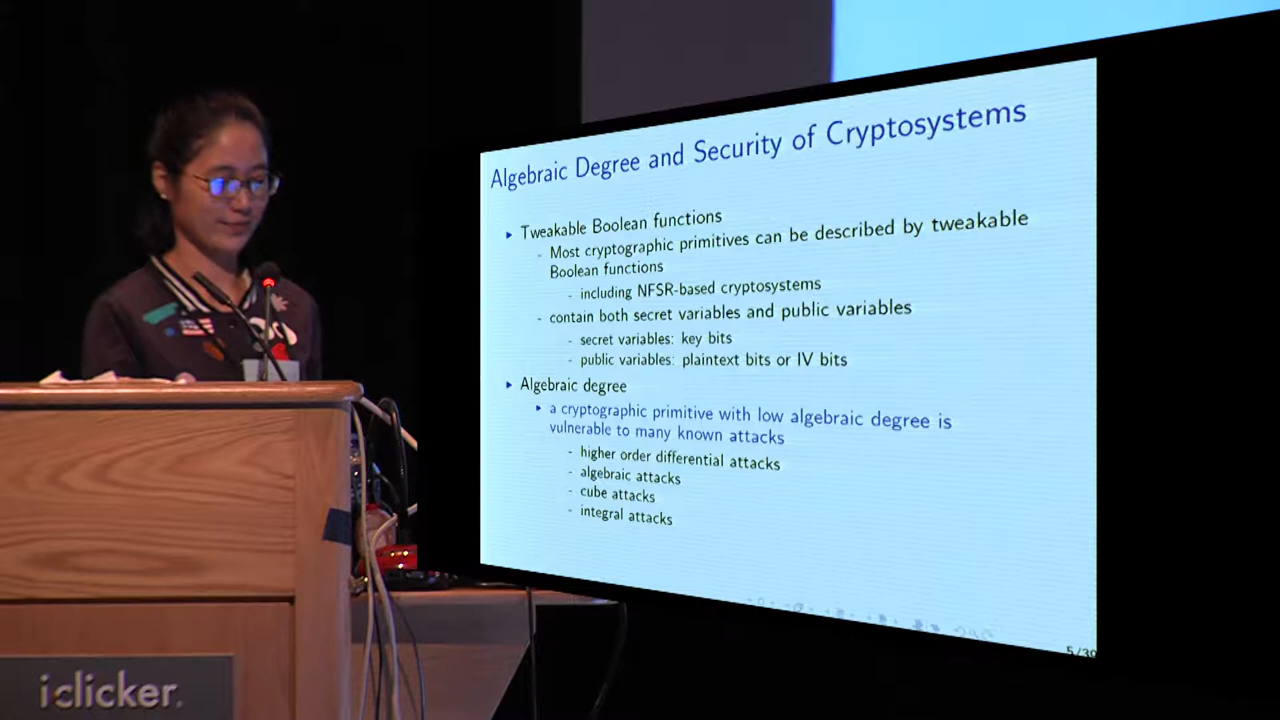 Algebraic Degree and Security of Cryptosystems
Tweakable Boolean functions
- Most cryptographic primitives can be described by tweakable
Boolean functions
- including NFSR-based cryptosystems
- contain both secret variables and public variables
- secret variables: key bits
- public variables: plaintext bits or IV bits
Algebraic degree
a cryptographic primitive with low algebraic degree is
vulnerable to many known attacks
- higher order differential attacks
- algebraic attacks
- cube attacks
- integral attacks
5/30
iclicker.